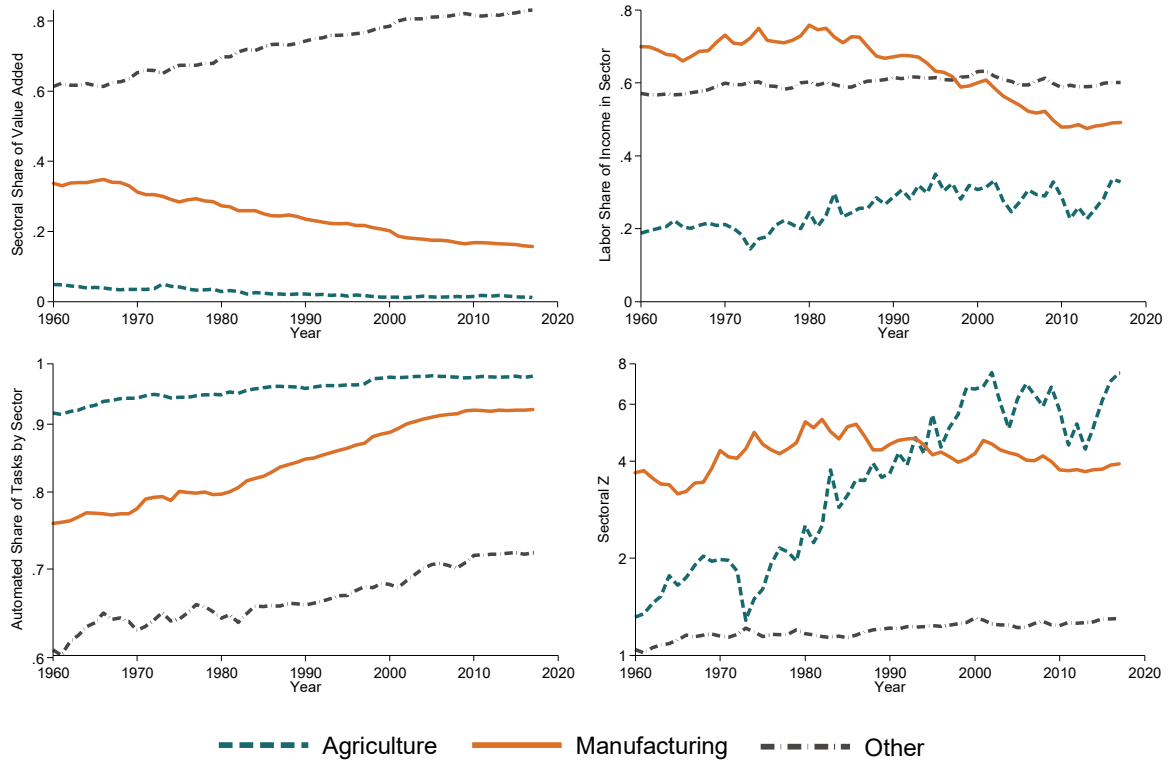 Sectoral Share of Value Added
.8
.6
.4
.2
0
1960 1970 1980 1990 2000 2010 2020
Year
Labor Share of Income in Sector
.8
.6
.4
.2
0
1960 1970 1980 1990 2000 2010 2020
Year
Automated Share of Tasks by Sector
1
.9
.8
.7
.6
1960 1970 1980 1990 2000 2010 2020
Year
Sectoral Z
8
6
4
2
1
1960 1970 1980 1990 2000 2010 2020
Year
Agriculture Manufacturing Other